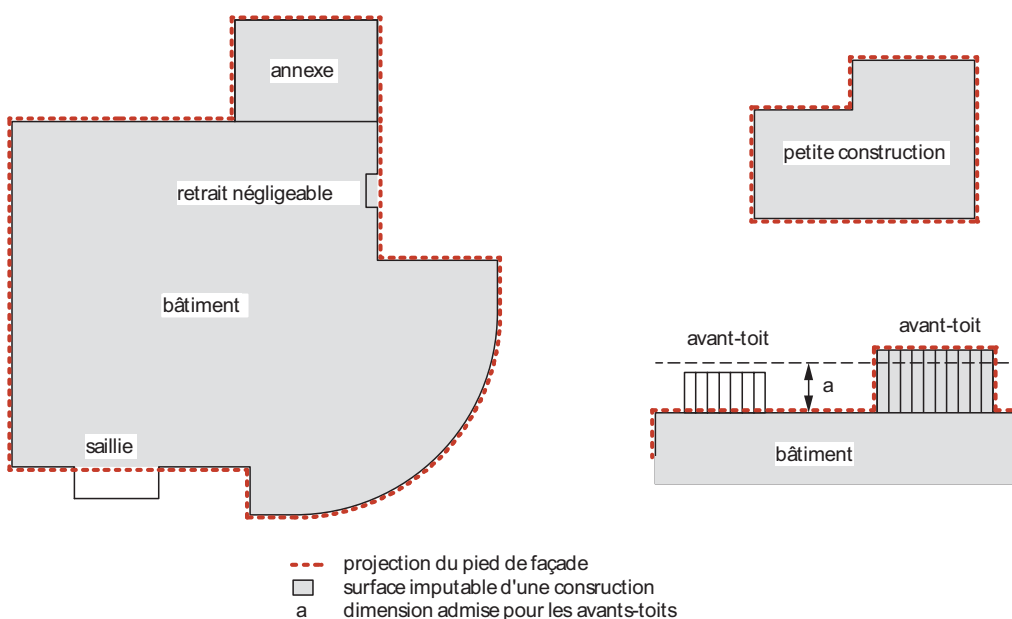 annexe
petite construction
retrait négligeable
bâtiment
avant-toit
avant-toit
a
saillie
bâtiment
projection du pied de façade
surface imputable d'une consruction
a dimension admise pour les avants-toits